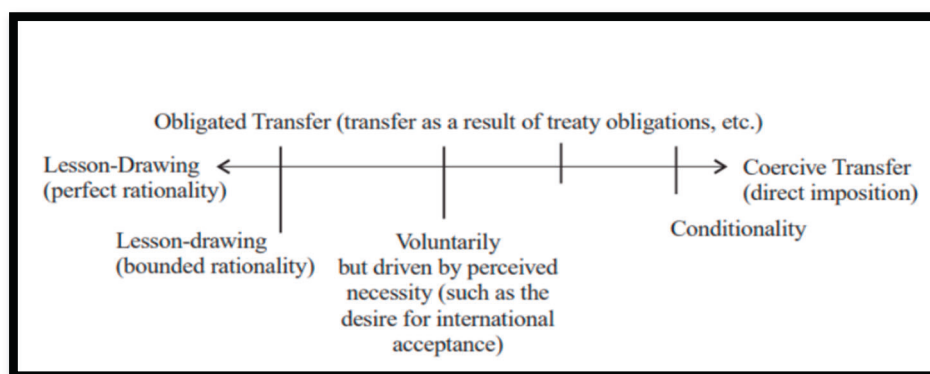 Obligated Transfer (transfer as a result of treaty obligations, etc.)
Lesson-Drawing
(perfect rationality)
Coercive Transfer
(direct imposition)
Lesson-drawing
(bounded rationality)
Voluntarily
but driven by perceived
necessity (such as the
desire for international
acceptance)
Conditionality